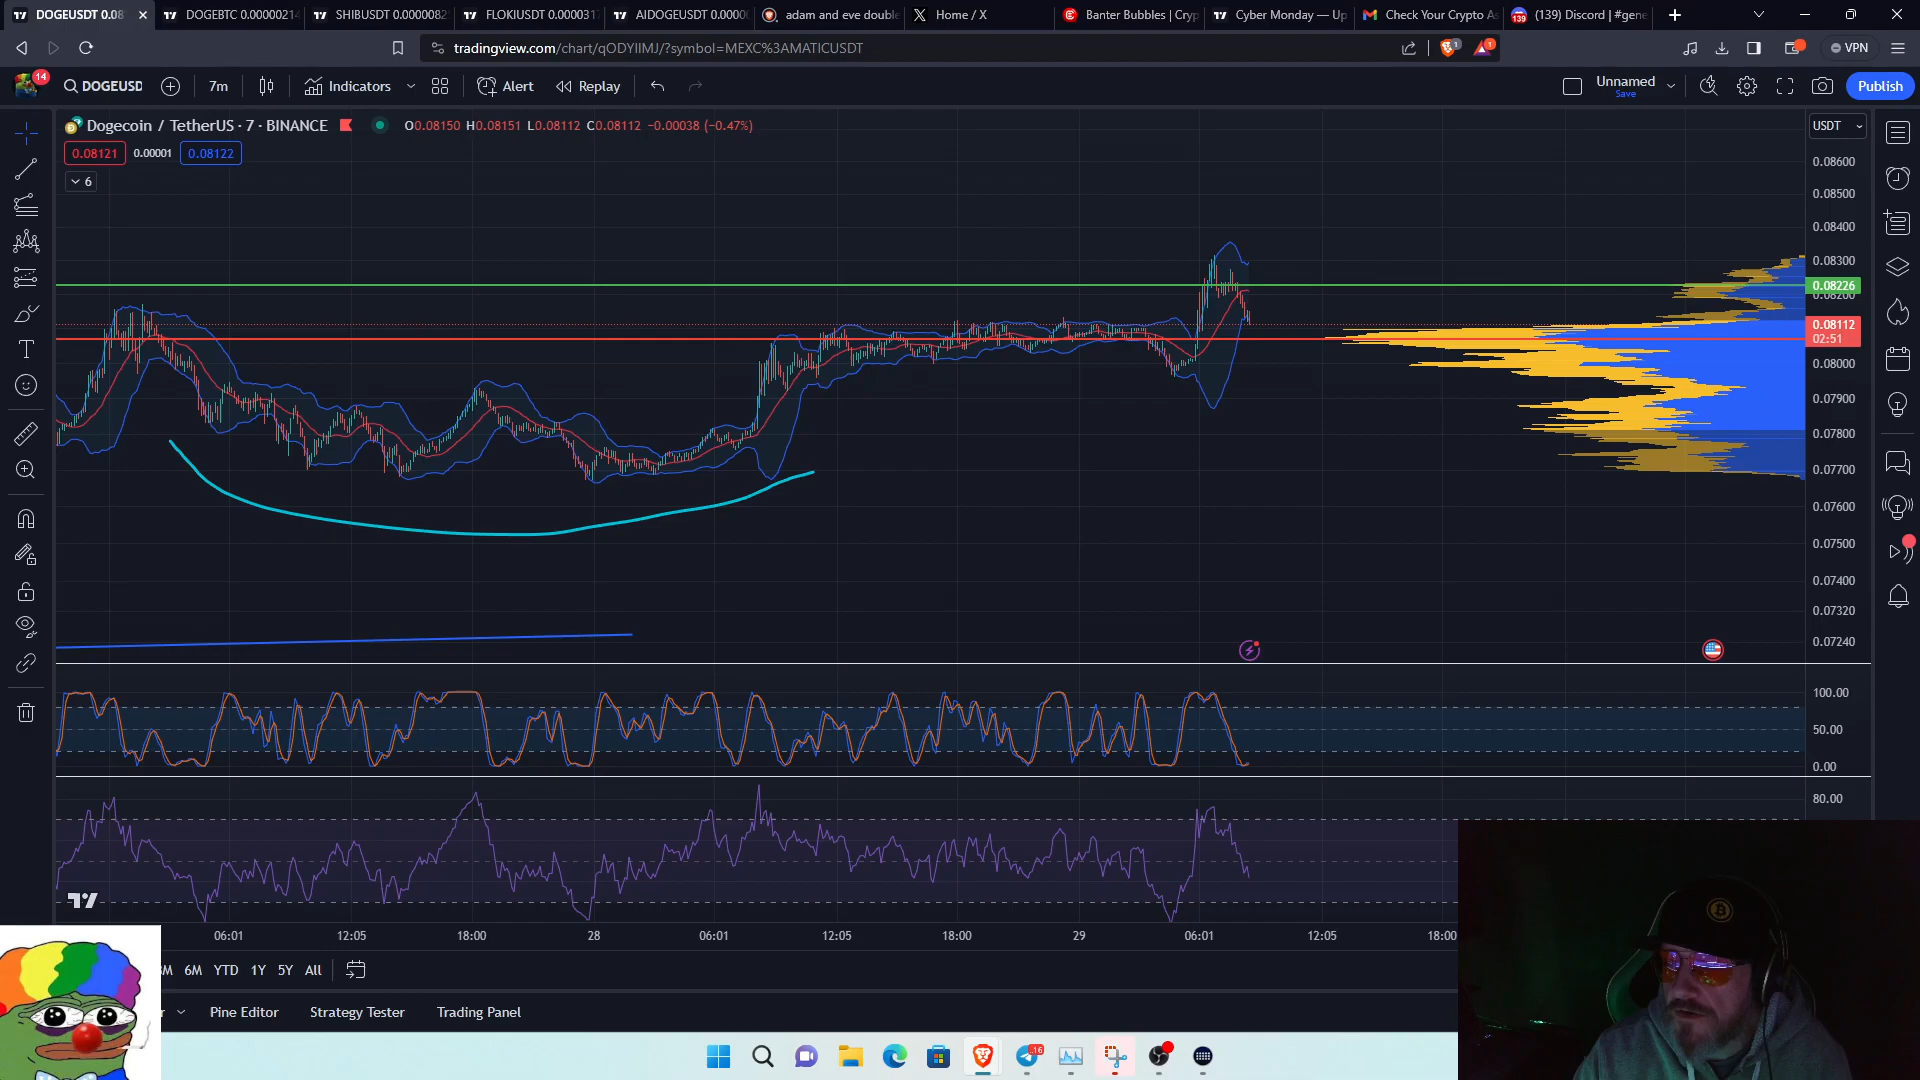 DOGEUSDT 0.08
DOGEBTC 0.0000021
SHIBUSDT 0.0000082
FLOKIUSDT 0.000031
AIDOGEUSDT 0.0000
adam and eve double
Home / X
Banter Bubbles | Cryp
Cyber Monday — Up
Check Your Crypto As
(139) Discord | #gene
tradingview.com/chart/qODYIIMJ/?symbol=MEXC%3AMATICUSDT
VPN
14
DOGEUSD
7m
Indicators
Alert
Replay
Unnamed
Save
Publish
Dogecoin / TetherUS · 7 · BINANCE
O0.08150 H0.08151 L0.08112 C0.08112 −0.00038 (−0.47%)
USDT
0.08121
0.00001
0.08122
6
0.08600
0.08500
0.08400
0.08300
0.08226
0.08200
0.08112
02:51
0.08000
0.07900
0.07800
0.07700
0.07600
0.07500
0.07400
0.07320
0.07240
100.00
50.00
0.00
80.00
06:01
12:05
18:00
28
06:01
12:05
18:00
29
06:01
12:05
18:00
6M
YTD
1Y
5Y
All
Pine Editor
Strategy Tester
Trading Panel